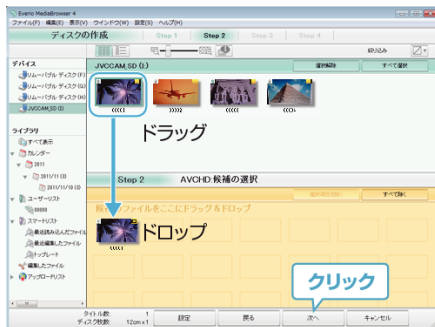 Everio MediaBrowser 4
ファイル(F) 編集(E) 表示(V) ウインドウ(W) 設定(S) ヘルプ(H)
ディスクの作成
Step 1
Step 2
Step 3
Step 4
絞り込み
デバイス
リムーバブル ディスク(F)
リムーバブル ディスク(G)
リムーバブル ディスク(H)
JVCCAM_SD (I:)
JVCCAM_SD (I:)
選択解除
すべて選択
ドラッグ
ライブラリ
すべて表示
カレンダー
2011
2011/11 (3)
2011/11/10 (3)
ユーザーリスト
スマートリスト
最近読み込んだファイル
最近編集したファイル
トップレート
編集したファイル
アップロードリスト
Step 2
AVCHD:候補の選択
すべて除く
候補のファイルをここにドラッグ＆ドロップ
ドロップ
クリック
タイトル数: 1
ディスク枚数: 12cm×1
設定
戻る
次へ
キャンセル